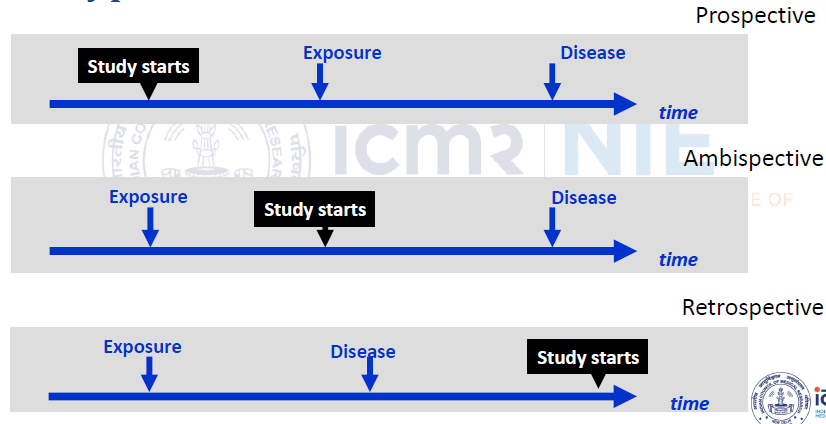 Prospective
Study starts
Exposure
Disease
time
icmr NIE
Ambispective
Exposure
Study starts
Disease
E OF
time
Retrospective
Exposure
Disease
Study starts
time